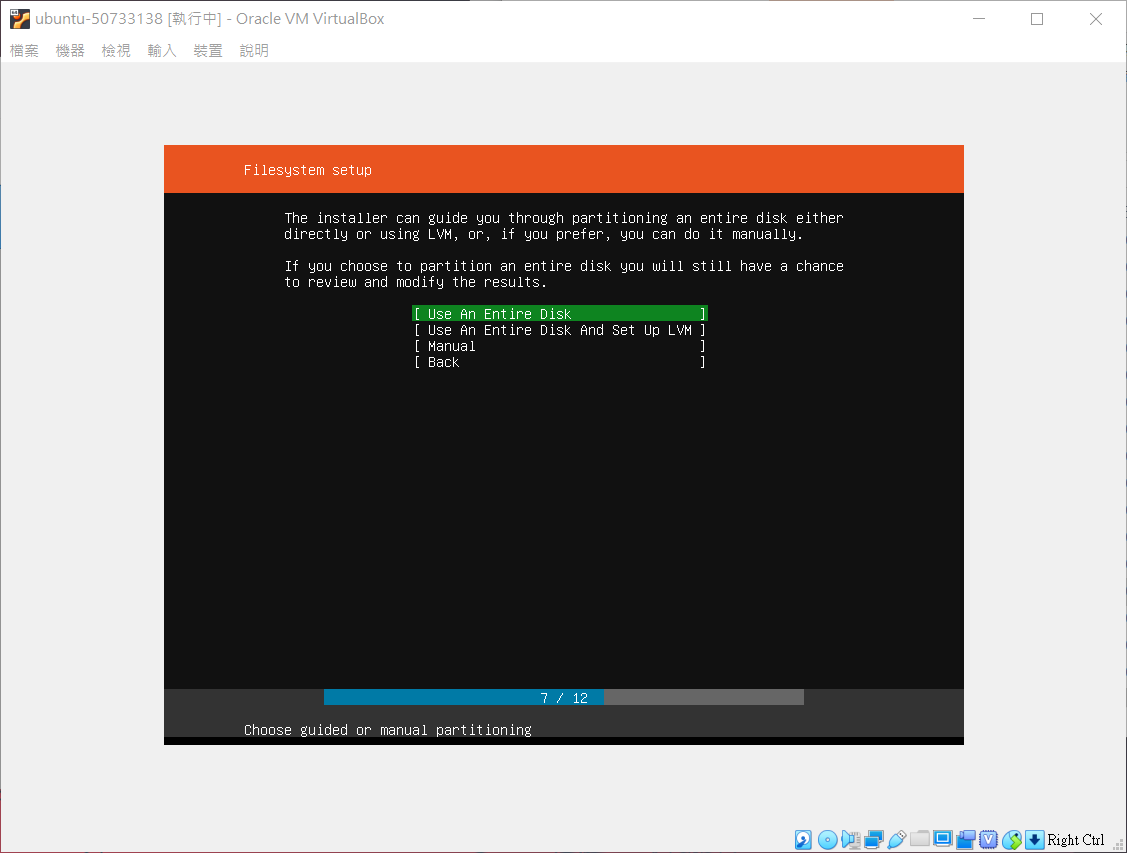 ubuntu-50733138 [執行中] - Oracle VM VirtualBox
檔案 機器 檢視 輸入 裝置 說明
Filesystem setup
The installer can guide you through partitioning an entire disk either
directly or using LVM, or, if you prefer, you can do it manually.
If you choose to partition an entire disk you will still have a chance
to review and modify the results.
[ Use An Entire Disk ]
[ Use An Entire Disk And Set Up LVM ]
[ Manual ]
[ Back ]
7 / 12
Choose guided or manual partitioning
Right Ctrl